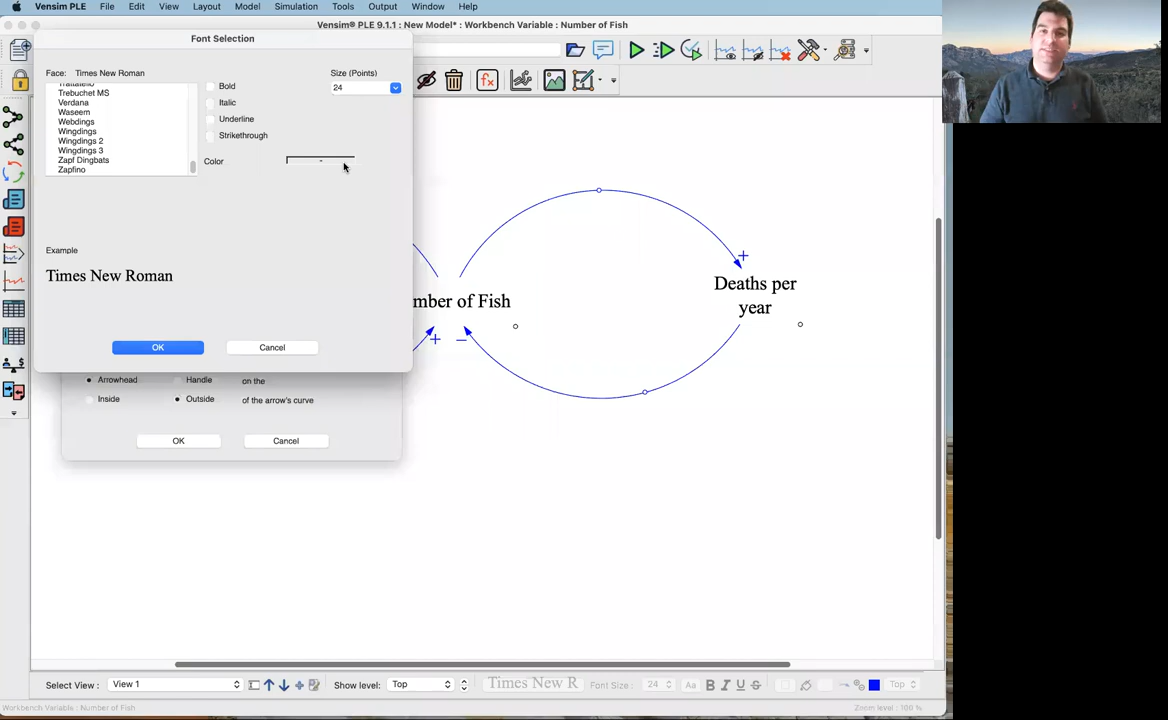 Vensim PLE File Edit View Layout Model Simulation Tools Output Window Help
Vensim® PLE 9.1.1 : New Model* : Workbench Variable : Number of Fish
Font Selection
Face: Times New Roman
Size (Points)
Trebuchet MS
Verdana
Waseem
Webdings
Wingdings
Wingdings 2
Wingdings 3
Zapf Dingbats
Zapfino
Bold
Italic
Underline
Strikethrough
24
Color
-
Example
Times New Roman
OK
Cancel
fx
mber of Fish
Deaths per
year
+
+
–
Arrowhead Handle on the
Inside Outside of the arrow's curve
OK Cancel
Select View : View 1 Show level: Top Times New R Font Size : 24 Aa B I U S Top
Workbench Variable : Number of Fish
Zoom level : 100 %